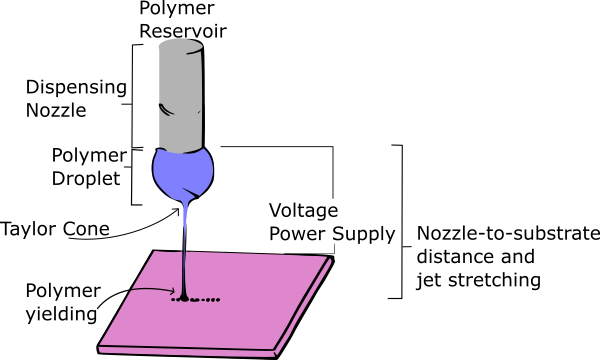 Polymer
Reservoir
Dispensing
Nozzle
Polymer
Droplet
Taylor Cone
Voltage
Power Supply
Nozzle-to-substrate
distance and
jet stretching
Polymer
yielding